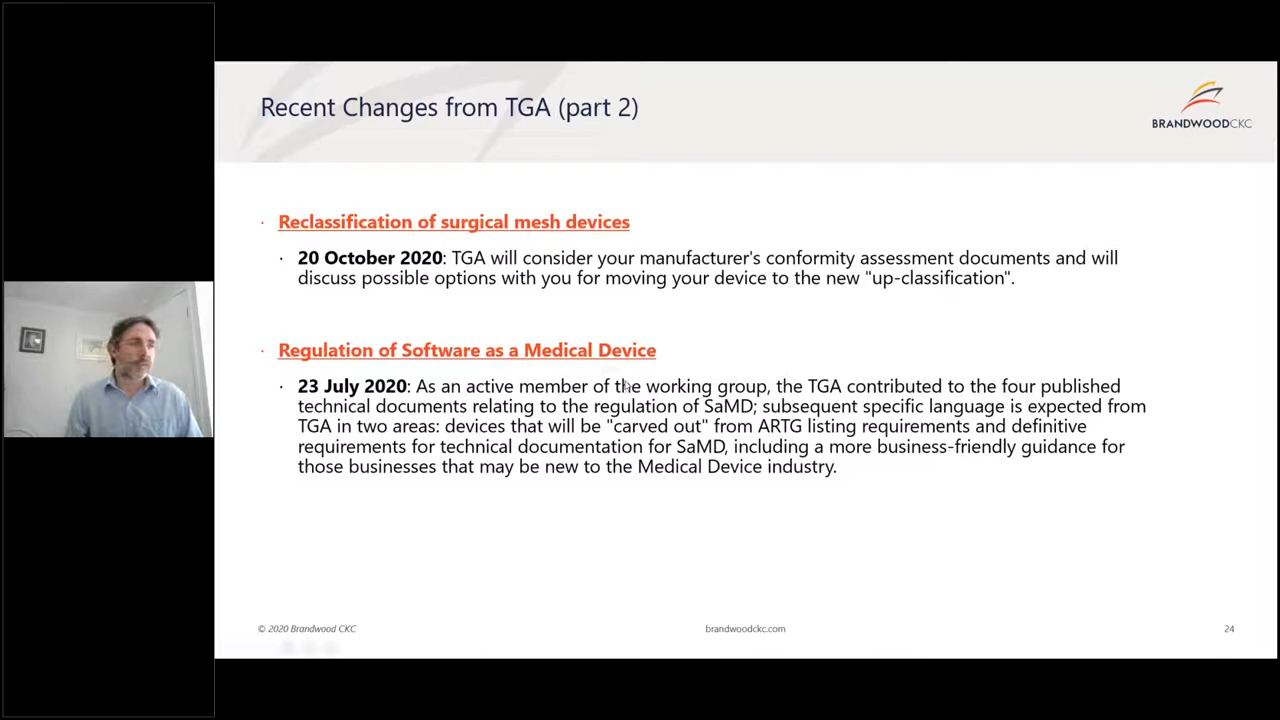 Recent Changes from TGA (part 2)
BRANDWOODCKC
· Reclassification of surgical mesh devices
· 20 October 2020: TGA will consider your manufacturer's conformity assessment documents and will
discuss possible options with you for moving your device to the new "up-classification".
· Regulation of Software as a Medical Device
· 23 July 2020: As an active member of the working group, the TGA contributed to the four published
technical documents relating to the regulation of SaMD; subsequent specific language is expected from
TGA in two areas: devices that will be "carved out" from ARTG listing requirements and definitive
requirements for technical documentation for SaMD, including a more business-friendly guidance for
those businesses that may be new to the Medical Device industry.
© 2020 Brandwood CKC
brandwoodckc.com
24